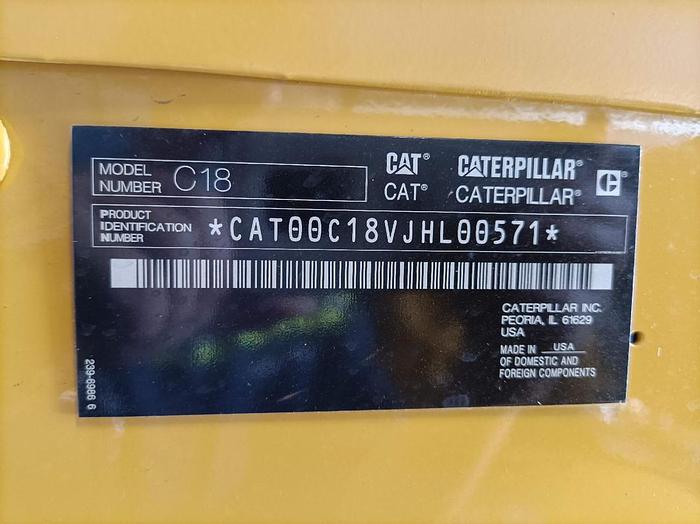 MODEL
NUMBER C18
CAT® CATERPILLAR®
CAT® CATERPILLAR®
C
PRODUCT
IDENTIFICATION
NUMBER
*CAT00C18VJHL00571*
CATERPILLAR INC.
PEORIA, IL 61629
USA
MADE IN USA
OF DOMESTIC AND
FOREIGN COMPONENTS
239-6986 6